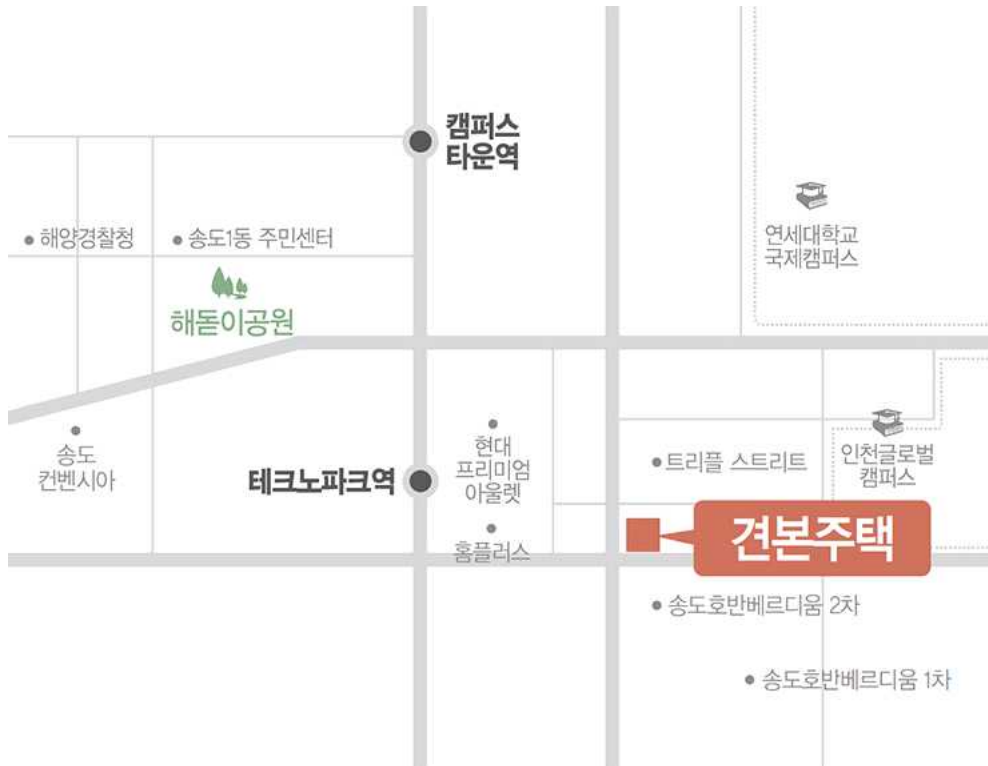 캠퍼스
타운역
해양경찰청
송도1동 주민센터
연세대학교
국제캠퍼스
해돋이공원
송도
컨벤시아
테크노파크역
현대
프리미엄
아울렛
트리플 스트리트
인천글로벌
캠퍼스
홈플러스
견본주택
송도호반베르디움 2차
송도호반베르디움 1차